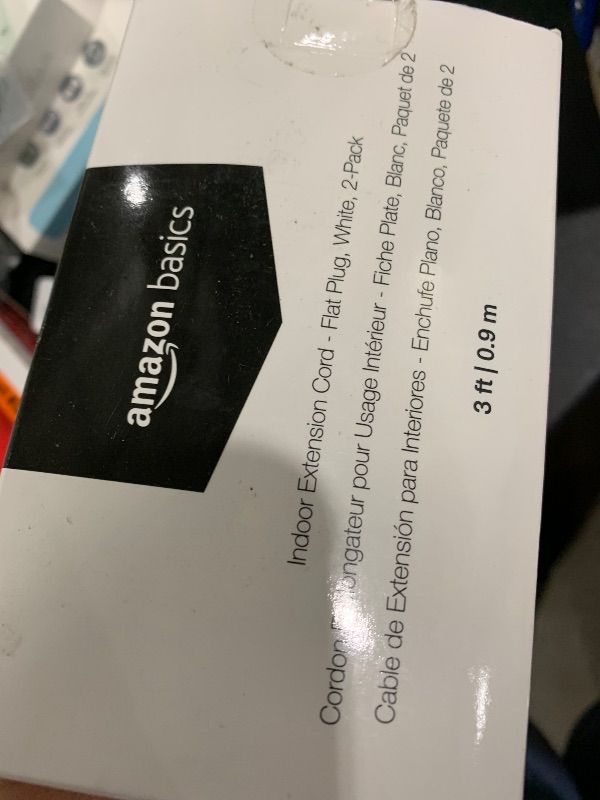 amazon basics
Indoor Extension Cord - Flat Plug, White, 2-Pack
Cordon Prolongateur pour Usage Intérieur - Fiche Plate, Blanc, Paquet de 2
Cable de Extensión para Interiores - Enchufe Plano, Blanco, Paquete de 2
3 ft | 0.9 m